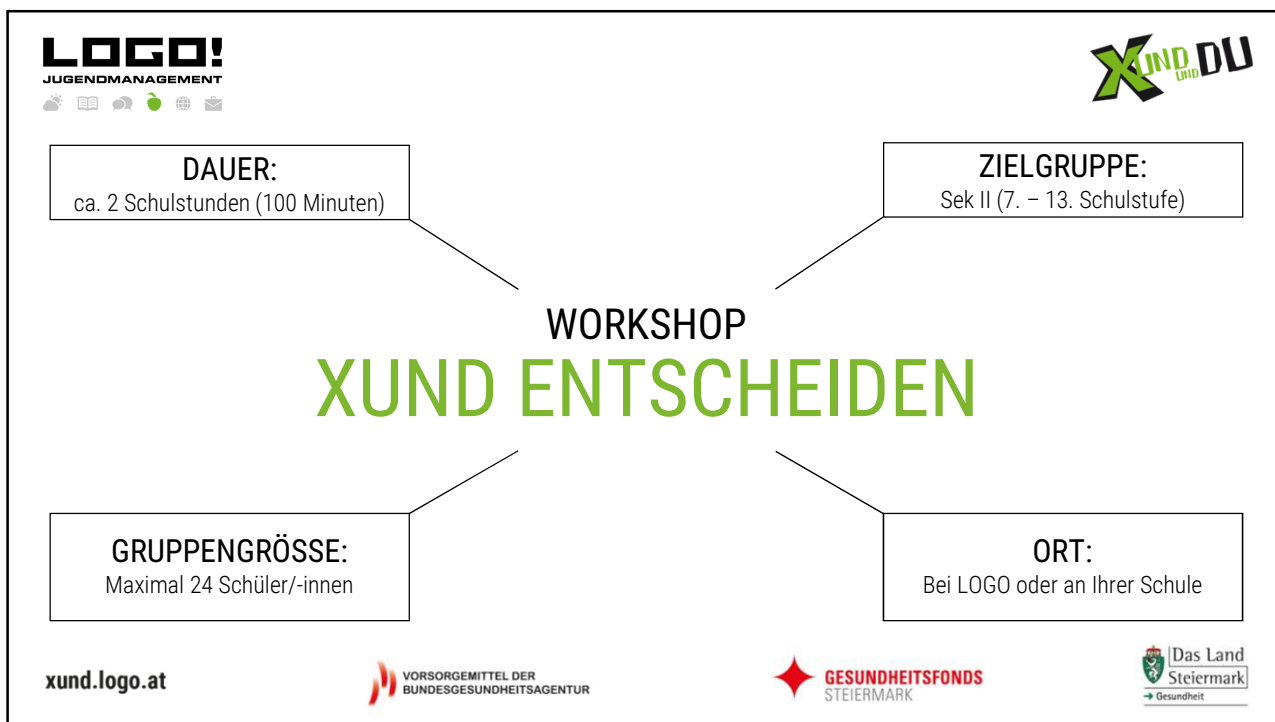 LOGO!
JUGENDMANAGEMENT
XUND UND DU
DAUER:
ca. 2 Schulstunden (100 Minuten)
ZIELGRUPPE:
Sek II (7. – 13. Schulstufe)
WORKSHOP
XUND ENTSCHEIDEN
GRUPPENGRÖSSE:
Maximal 24 Schüler/-innen
ORT:
Bei LOGO oder an Ihrer Schule
xund.logo.at
VORSORGEMITTEL DER
BUNDESGESUNDHEITSAGENTUR
GESUNDHEITSFONDS
STEIERMARK
Das Land
Steiermark
→ Gesundheit